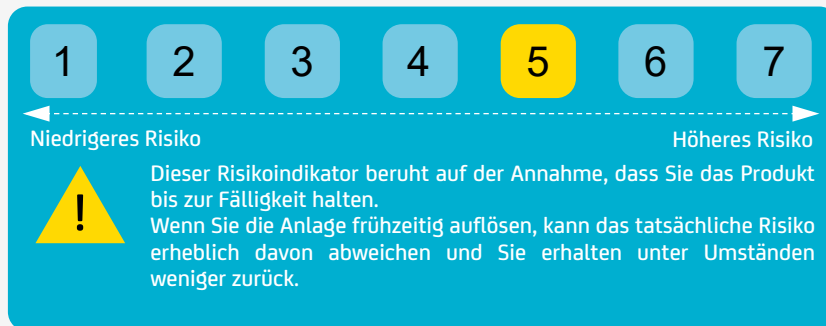 1 2 3 4 5 6 7
Niedrigeres Risiko Höheres Risiko
Dieser Risikoindikator beruht auf der Annahme, dass Sie das Produkt
bis zur Fälligkeit halten.
Wenn Sie die Anlage frühzeitig auflösen, kann das tatsächliche Risiko
erheblich davon abweichen und Sie erhalten unter Umständen
weniger zurück.
!